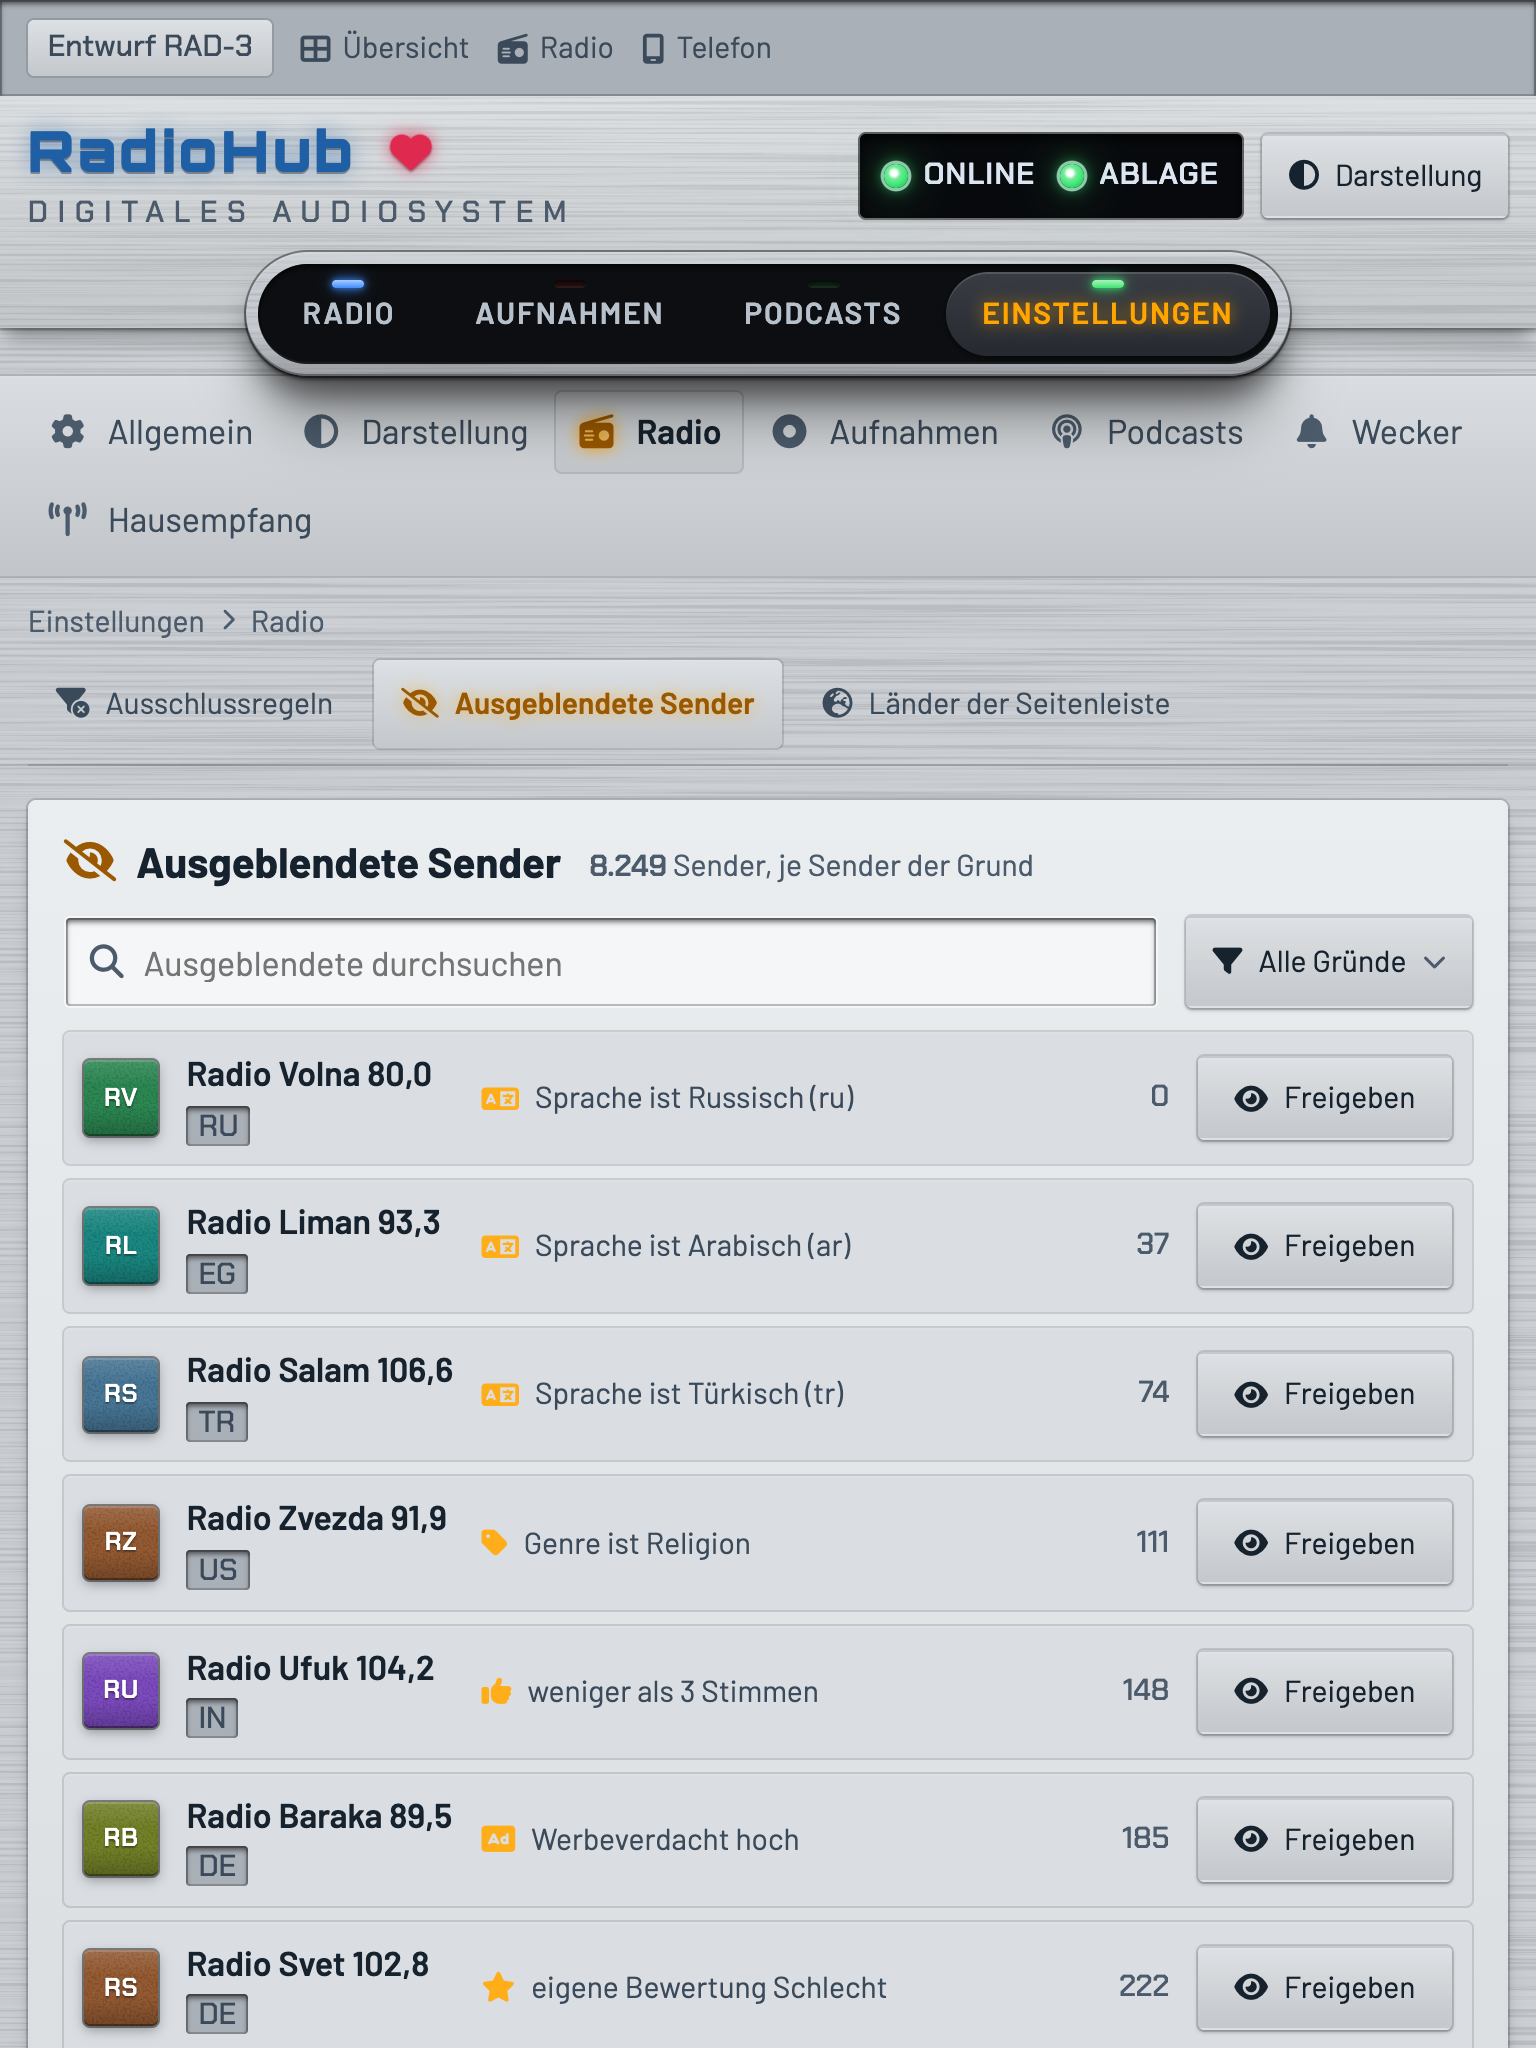 Entwurf RAD-3 Übersicht Radio Telefon
RadioHub
DIGITALES AUDIOSYSTEM
ONLINE ABLAGE
Darstellung
RADIO AUFNAHMEN PODCASTS EINSTELLUNGEN
Allgemein Darstellung Radio Aufnahmen Podcasts Wecker
Hausempfang
Einstellungen Radio
Ausschlussregeln Ausgeblendete Sender Länder der Seitenleiste
Ausgeblendete Sender 8.249 Sender, je Sender der Grund
Ausgeblendete durchsuchen Alle Gründe
RV Radio Volna 80,0
RU
Sprache ist Russisch (ru) 0 Freigeben
RL Radio Liman 93,3
EG
Sprache ist Arabisch (ar) 37 Freigeben
RS Radio Salam 106,6
TR
Sprache ist Türkisch (tr) 74 Freigeben
RZ Radio Zvezda 91,9
US
Genre ist Religion 111 Freigeben
RU Radio Ufuk 104,2
IN
weniger als 3 Stimmen 148 Freigeben
RB Radio Baraka 89,5
DE
Ad Werbeverdacht hoch 185 Freigeben
RS Radio Svet 102,8
DE
eigene Bewertung Schlecht 222 Freigeben